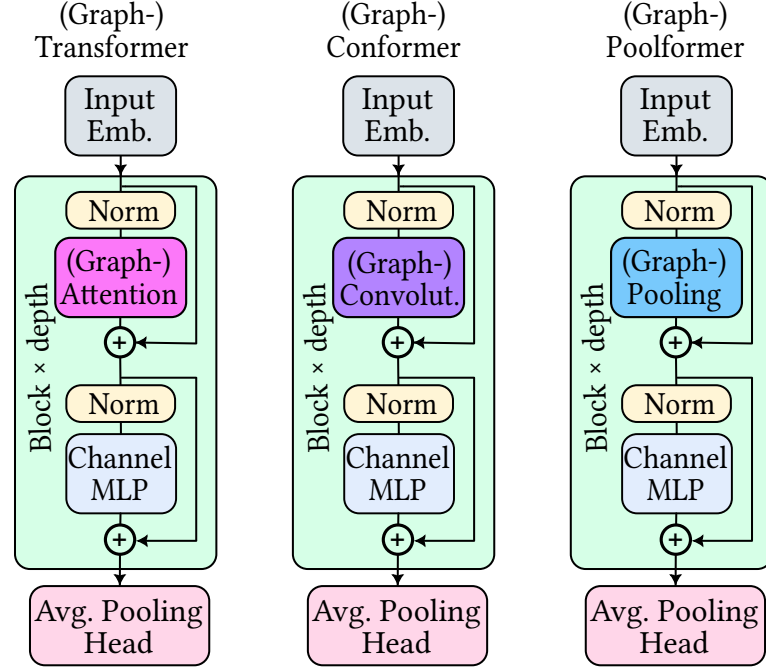 (Graph-)
Transformer
Input
Emb.
Norm
(Graph-)
Attention
+
Norm
Channel
MLP
+
Block × depth
Avg. Pooling
Head
(Graph-)
Conformer
Input
Emb.
Norm
(Graph-)
Convolut.
+
Norm
Channel
MLP
+
Block × depth
Avg. Pooling
Head
(Graph-)
Poolformer
Input
Emb.
Norm
(Graph-)
Pooling
+
Norm
Channel
MLP
+
Block × depth
Avg. Pooling
Head